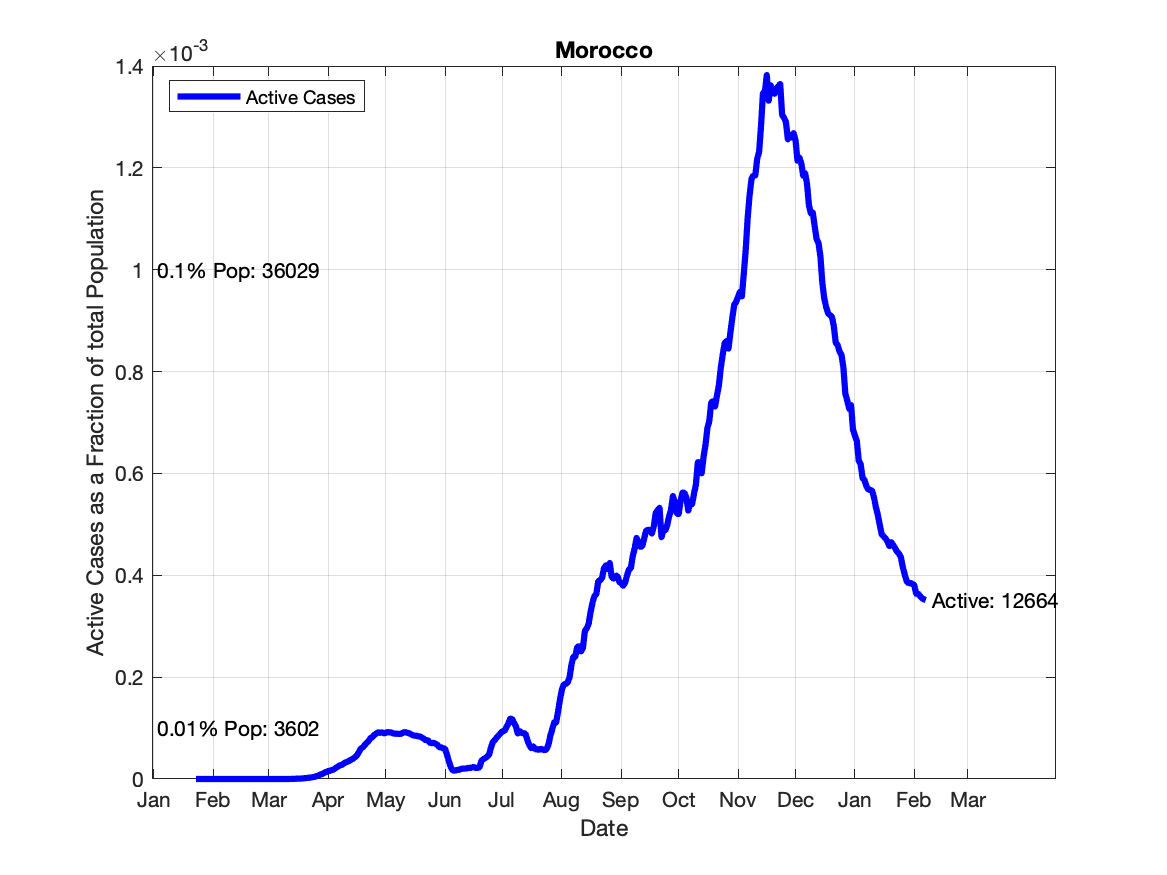 Morocco
×10-3
Active Cases
1.4
1.2
1
0.8
0.6
0.4
0.2
0
0.1% Pop: 36029
0.01% Pop: 3602
Active: 12664
Active Cases as a Fraction of total Population
Jan Feb Mar Apr May Jun Jul Aug Sep Oct Nov Dec Jan Feb Mar
Date